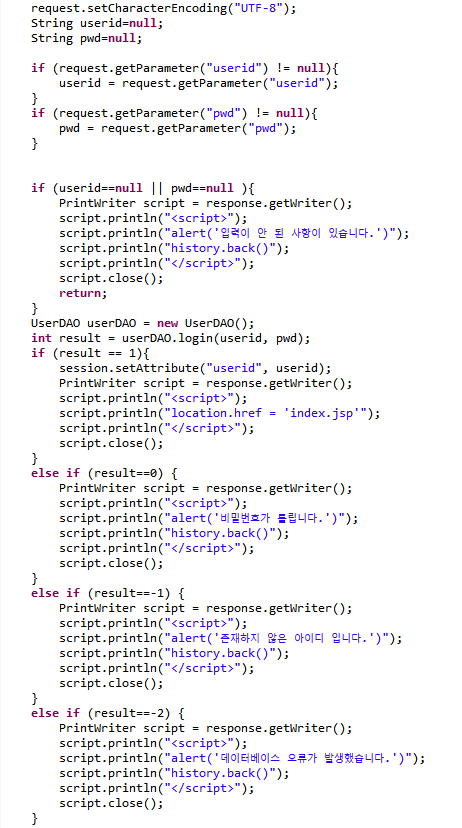 request.setCharacterEncoding("UTF-8");
String userid=null;
String pwd=null;
if (request.getParameter("userid") != null){
userid = request.getParameter("userid");
}
if (request.getParameter("pwd") != null){
pwd = request.getParameter("pwd");
}
if (userid==null || pwd==null ){
PrintWriter script = response.getWriter();
script.println("<script>");
script.println("alert('입력이 안 된 사항이 있습니다.')");
script.println("history.back()");
script.println("</script>");
script.close();
return;
}
UserDAO userDAO = new UserDAO();
int result = userDAO.login(userid, pwd);
if (result == 1){
session.setAttribute("userid", userid);
PrintWriter script = response.getWriter();
script.println("<script>");
script.println("location.href = 'index.jsp'");
script.println("</script>");
script.close();
}
else if (result==0) {
PrintWriter script = response.getWriter();
script.println("<script>");
script.println("alert('비밀번호가 틀립니다.')");
script.println("history.back()");
script.println("</script>");
script.close();
}
else if (result==-1) {
PrintWriter script = response.getWriter();
script.println("<script>");
script.println("alert('존재하지 않은 아이디 입니다.')");
script.println("history.back()");
script.println("</script>");
script.close();
}
else if (result==-2) {
PrintWriter script = response.getWriter();
script.println("<script>");
script.println("alert('데이터베이스 오류가 발생했습니다.')");
script.println("history.back()");
script.println("</script>");
script.close();
}